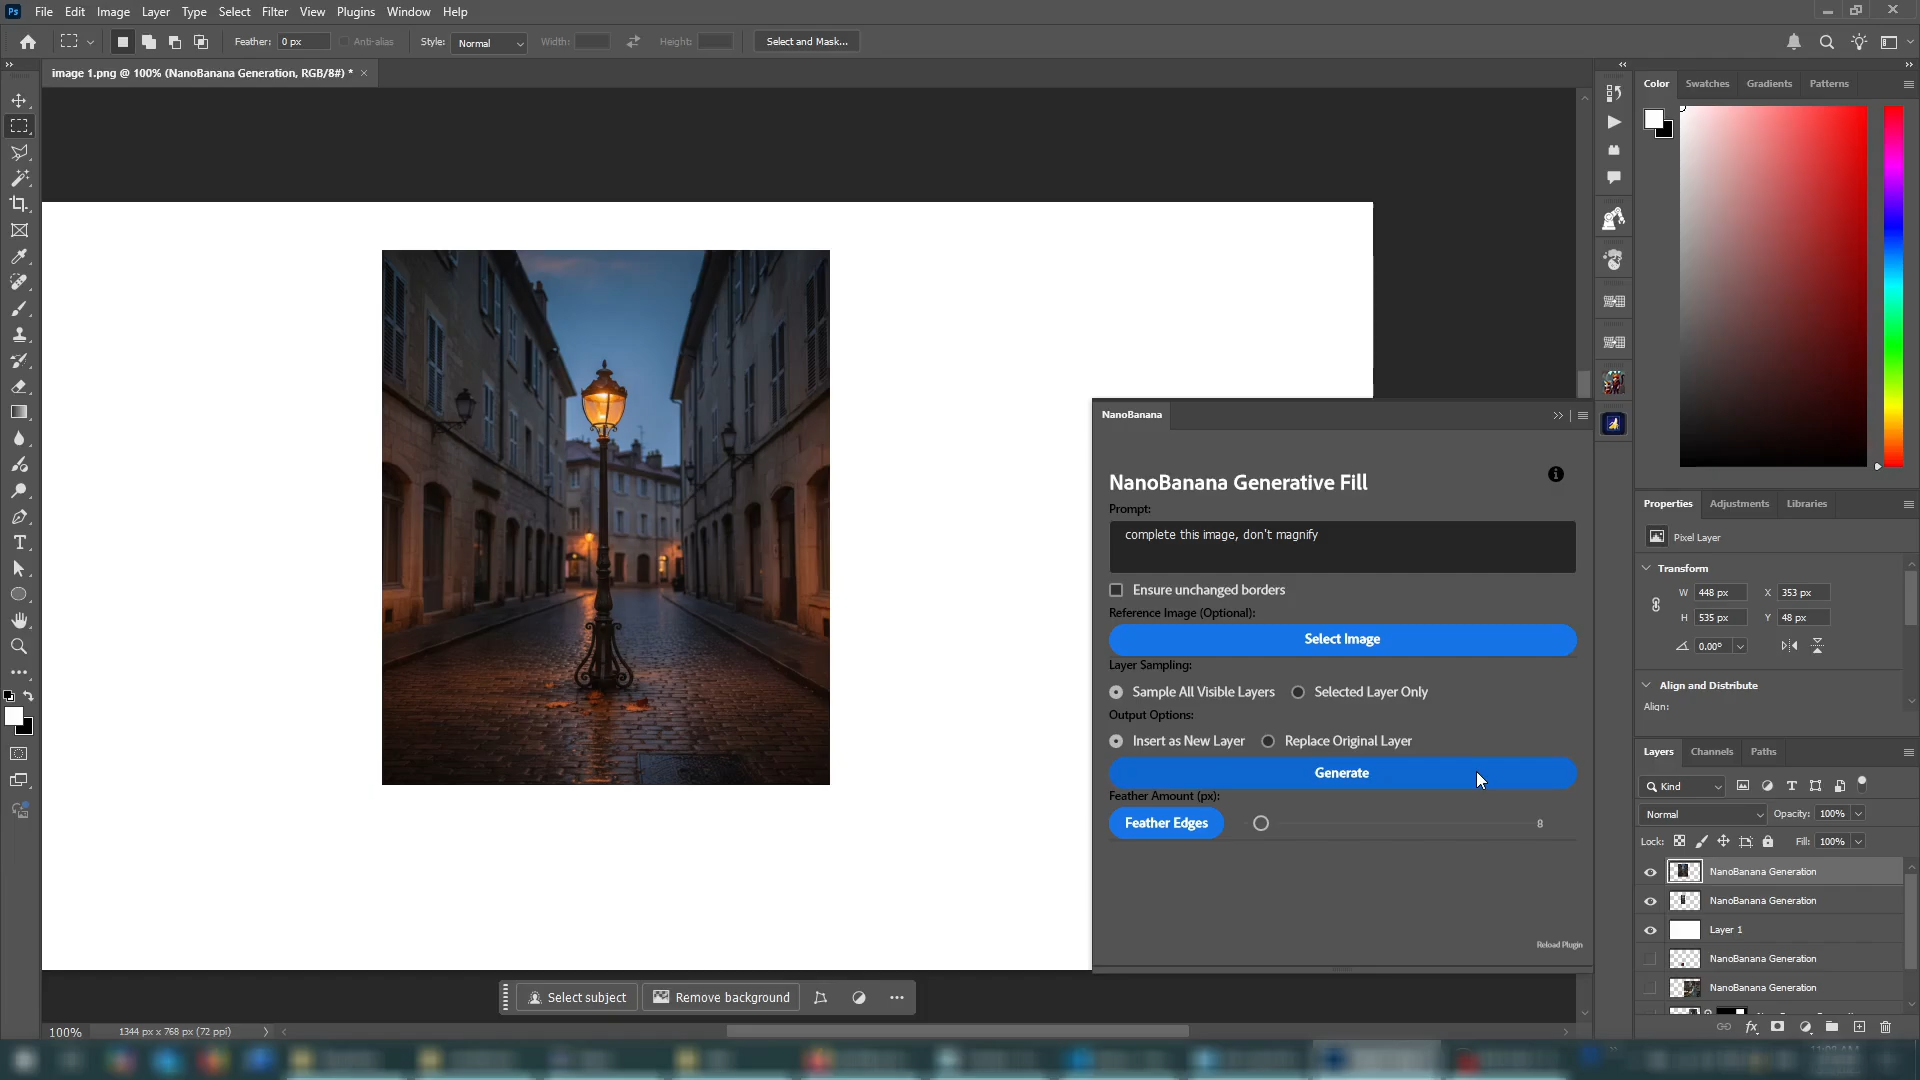 Ps File Edit Image Layer Type Select Filter View Plugins Window Help
Feather: 0 px Anti-alias Style: Normal Width: Height: Select and Mask...
image 1.png @ 100% (NanoBanana Generation, RGB/8#) * ×
Color Swatches Gradients Patterns
NanoBanana
NanoBanana Generative Fill
Prompt:
complete this image, don't magnify
Ensure unchanged borders
Reference Image (Optional):
Select Image
Layer Sampling:
Sample All Visible Layers Selected Layer Only
Output Options:
Insert as New Layer Replace Original Layer
Generate
Feather Amount (px):
Feather Edges 8
Reload Plugin
Properties Adjustments Libraries
Pixel Layer
Transform
W 448 px X 353 px
H 535 px Y 48 px
0.00°
Align and Distribute
Align:
Layers Channels Paths
Kind
Normal Opacity: 100%
Lock: Fill: 100%
NanoBanana Generation
NanoBanana Generation
Layer 1
NanoBanana Generation
NanoBanana Generation
Select subject Remove background
100% 1344 px x 768 px (72 ppi)